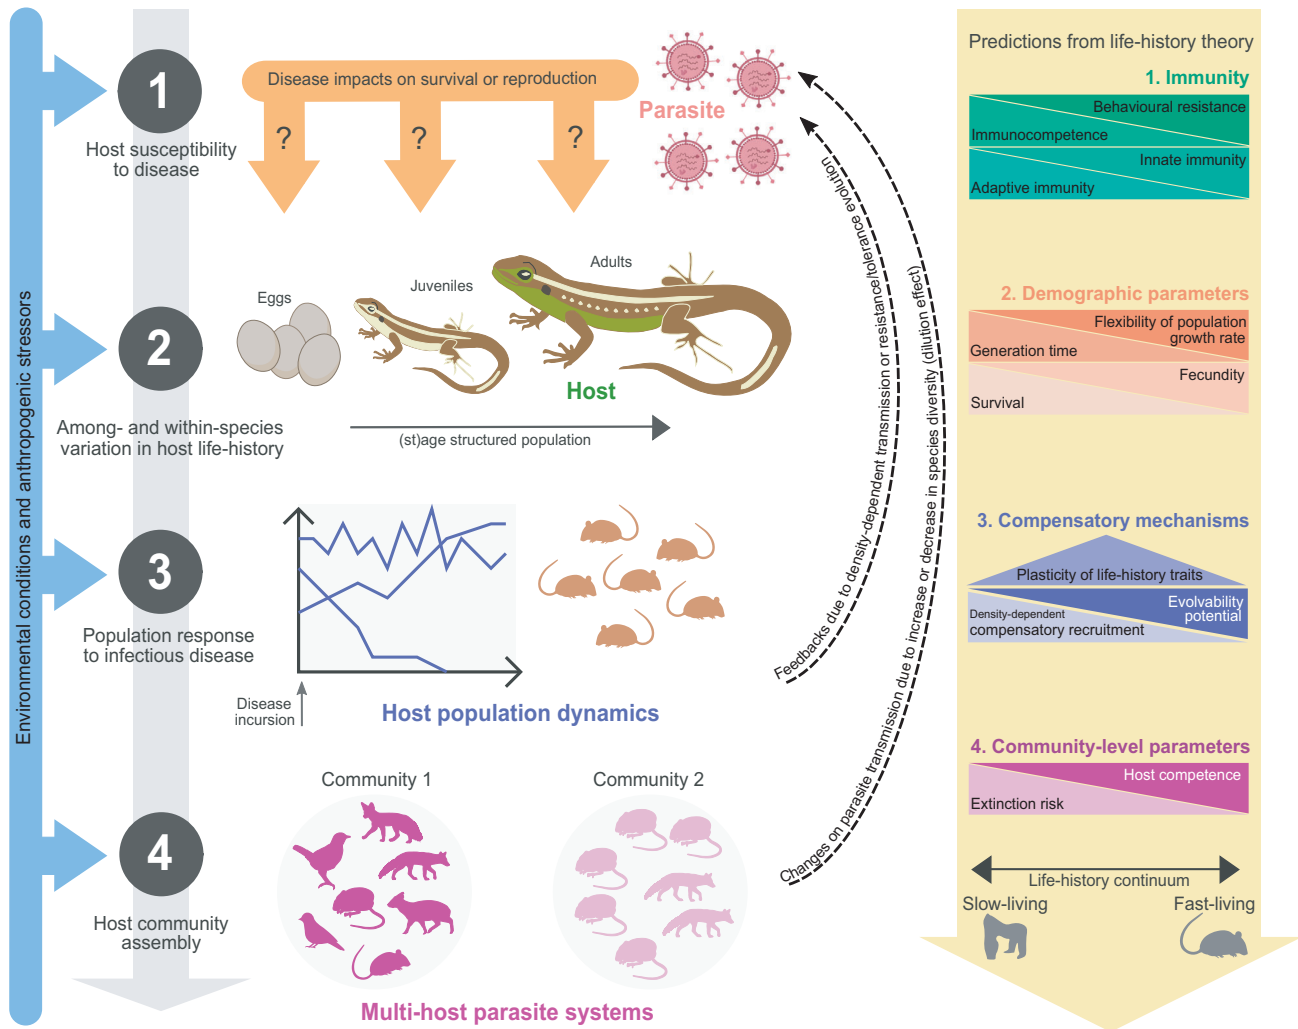 Environmental conditions and anthropogenic stressors
1
Host susceptibility
to disease
Disease impacts on survival or reproduction
?
?
?
Parasite
2
Among- and within-species
variation in host life-history
Eggs
Juveniles
Adults
Host
(st)age structured population
3
Population response
to infectious disease
Disease
incursion
Host population dynamics
4
Host community
assembly
Community 1
Community 2
Multi-host parasite systems
Feedbacks due to density-dependent transmission or resistance/tolerance evolution
Changes on parasite transmission due to increase or decrease in species diversity (dilution effect)
Predictions from life-history theory
1. Immunity
Behavioural resistance
Immunocompetence
Innate immunity
Adaptive immunity
2. Demographic parameters
Flexibility of population
growth rate
Generation time
Fecundity
Survival
3. Compensatory mechanisms
Plasticity of life-history traits
Evolvability
potential
Density-dependent
compensatory recruitment
4. Community-level parameters
Host competence
Extinction risk
Life-history continuum
Slow-living
Fast-living